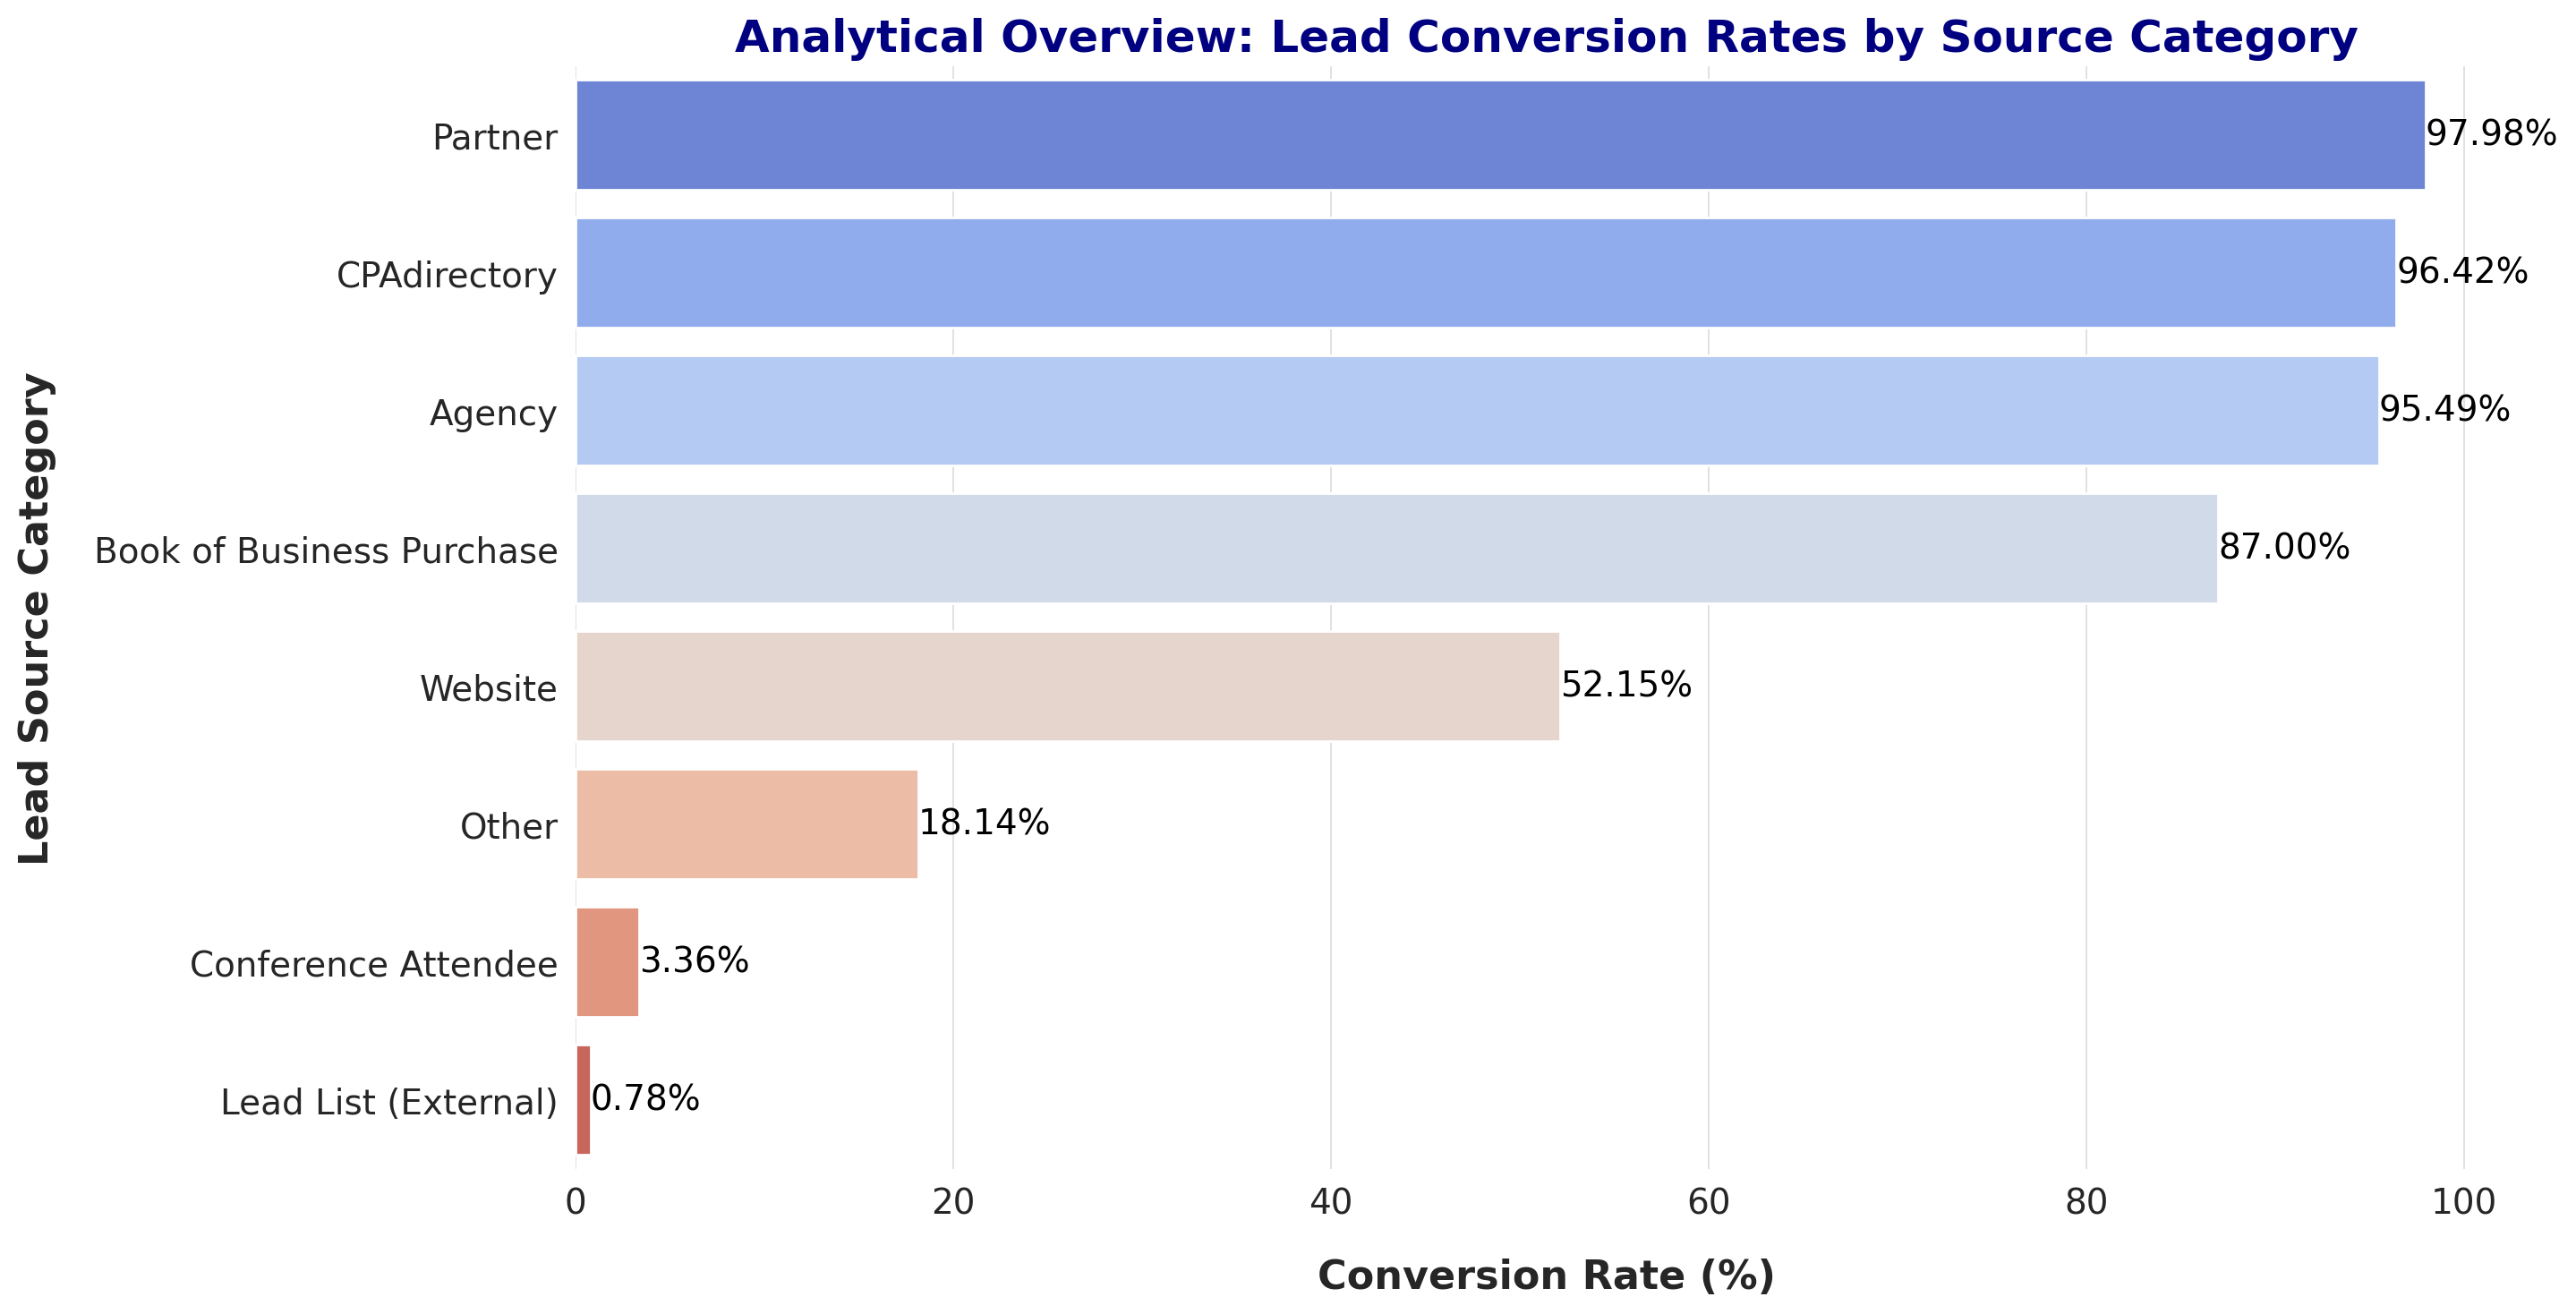 Analytical Overview: Lead Conversion Rates by Source Category
Lead Source Category
Partner
97.98%
CPAdirectory
96.42%
Agency
95.49%
Book of Business Purchase
87.00%
Website
52.15%
Other
18.14%
Conference Attendee
3.36%
Lead List (External)
0.78%
0 20 40 60 80 100
Conversion Rate (%)